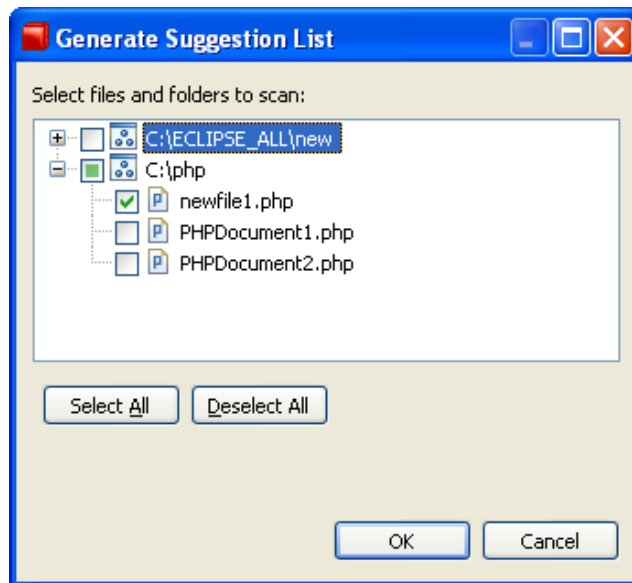 Generate Suggestion List
Select files and folders to scan:
C:\ECLIPSE_ALL\new
C:\php
newfile1.php
PHPDocument1.php
PHPDocument2.php
Select All
Deselect All
OK
Cancel